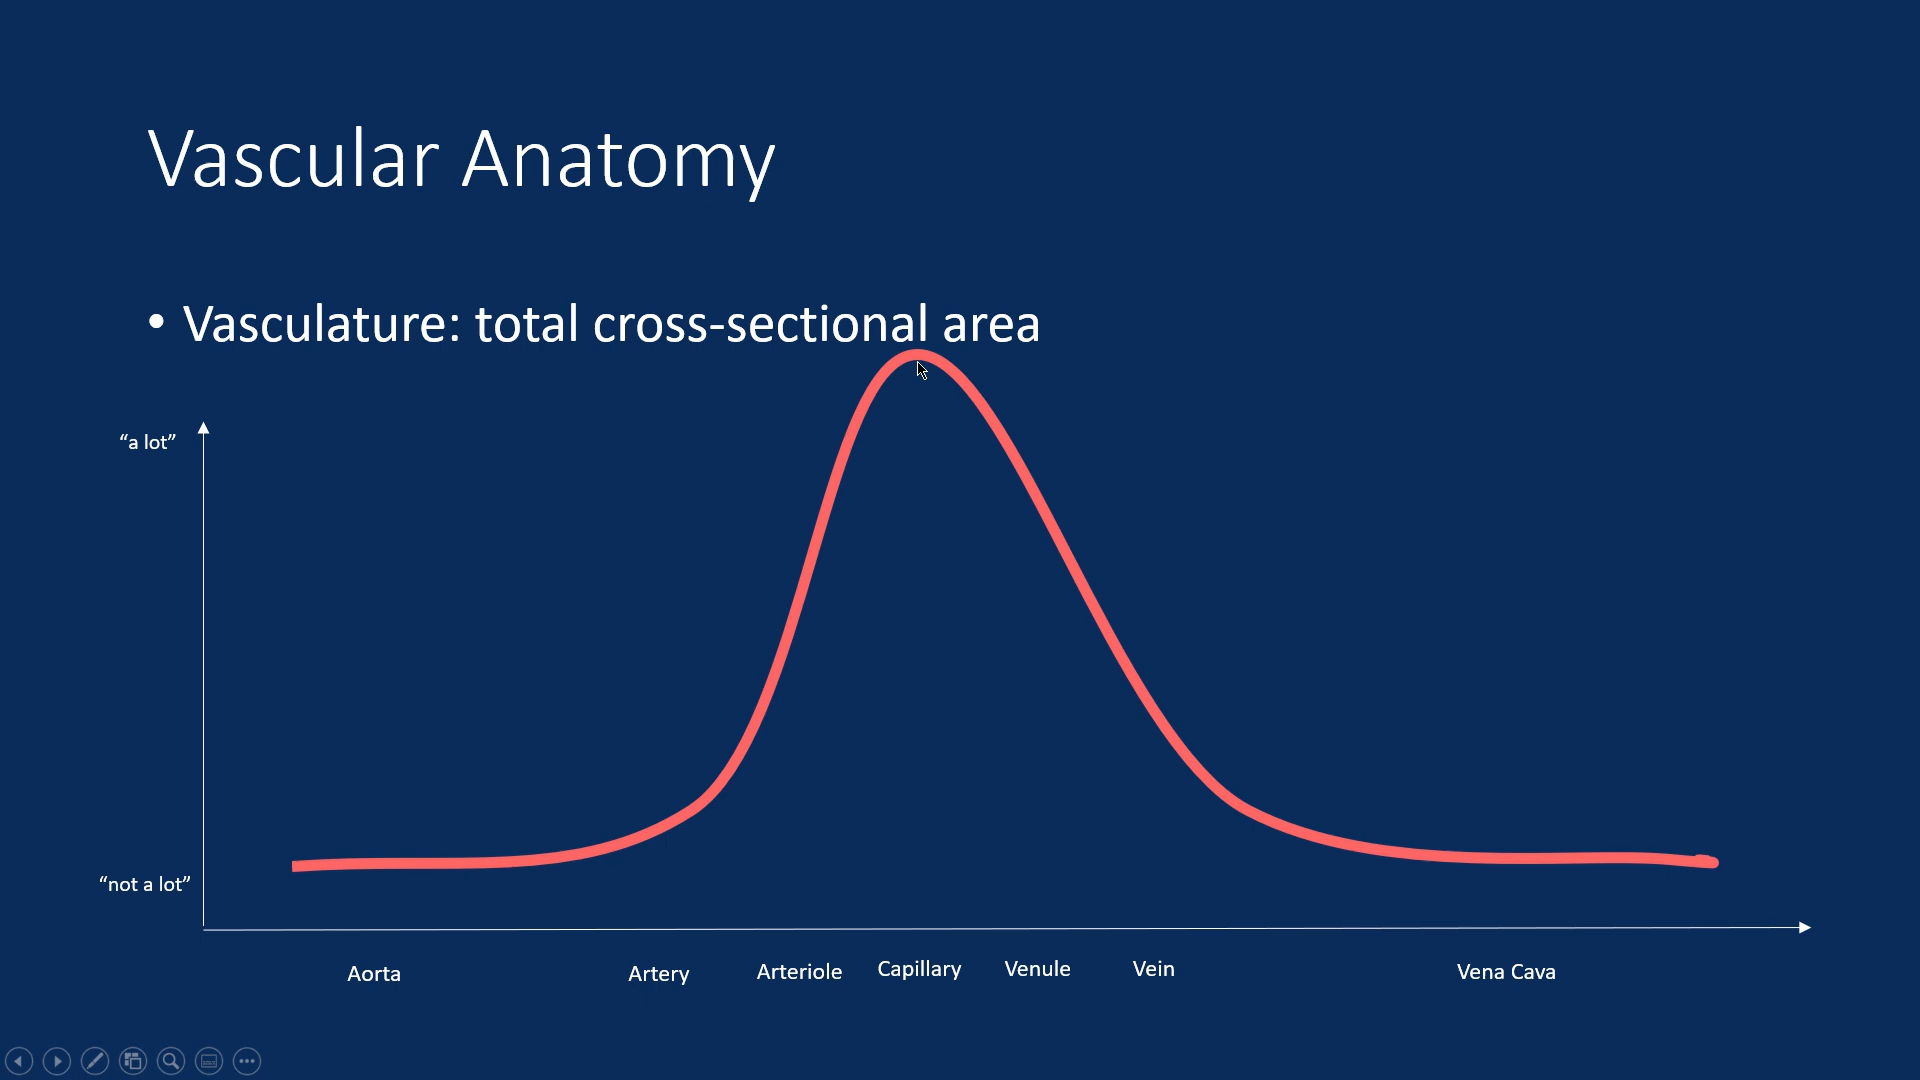 Vascular Anatomy
• Vasculature: total cross-sectional area
“a lot”
“not a lot”
Aorta Artery Arteriole Capillary Venule Vein Vena Cava